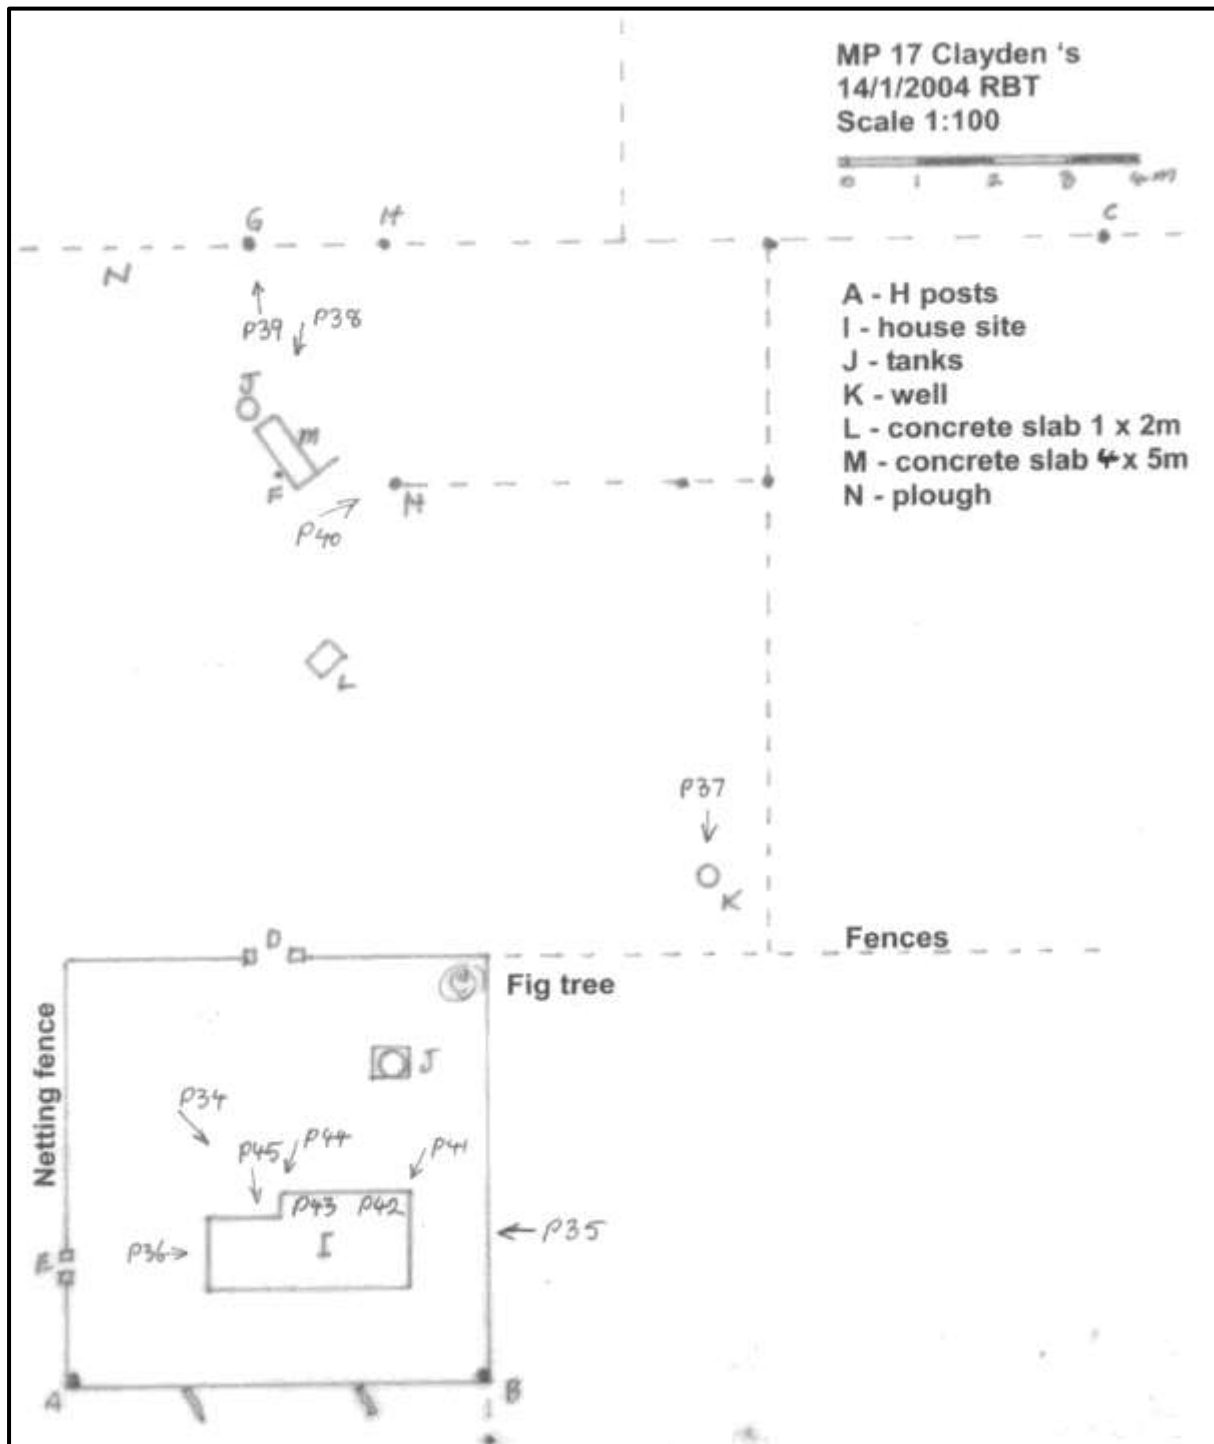 MP 17 Clayden 's
14/1/2004 RBT
Scale 1:100
0 1 2 3 4m
G H C
N
P39 P38
A - H posts
I - house site
J - tanks
K - well
L - concrete slab 1 x 2m
M - concrete slab 4 x 5m
N - plough
J
M
F H
P40
L
P37
K
D
Fences
Fig tree
Netting fence
J
P34
P45 P44 P41
P43 P42
P36 I P35
E
A B